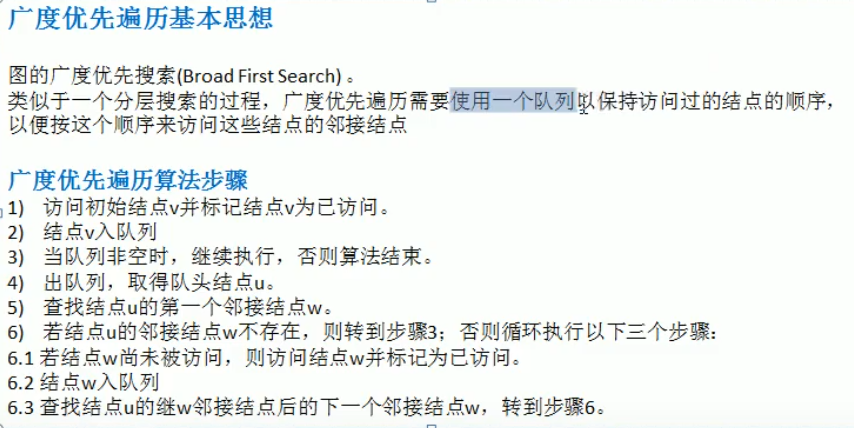 广度优先遍历基本思想
图的广度优先搜索(Broad First Search) 。
类似于一个分层搜索的过程，广度优先遍历需要使用一个队列以保持访问过的结点的顺序，
以便按这个顺序来访问这些结点的邻接结点
广度优先遍历算法步骤
1) 访问初始结点v并标记结点v为已访问。
2) 结点v入队列
3) 当队列非空时，继续执行，否则算法结束。
4) 出队列，取得队头结点u。
5) 查找结点u的第一个邻接结点w。
6) 若结点u的邻接结点w不存在，则转到步骤3；否则循环执行以下三个步骤：
6.1 若结点w尚未被访问，则访问结点w并标记为已访问。
6.2 结点w入队列
6.3 查找结点u的继w邻接结点后的下一个邻接结点w，转到步骤6。